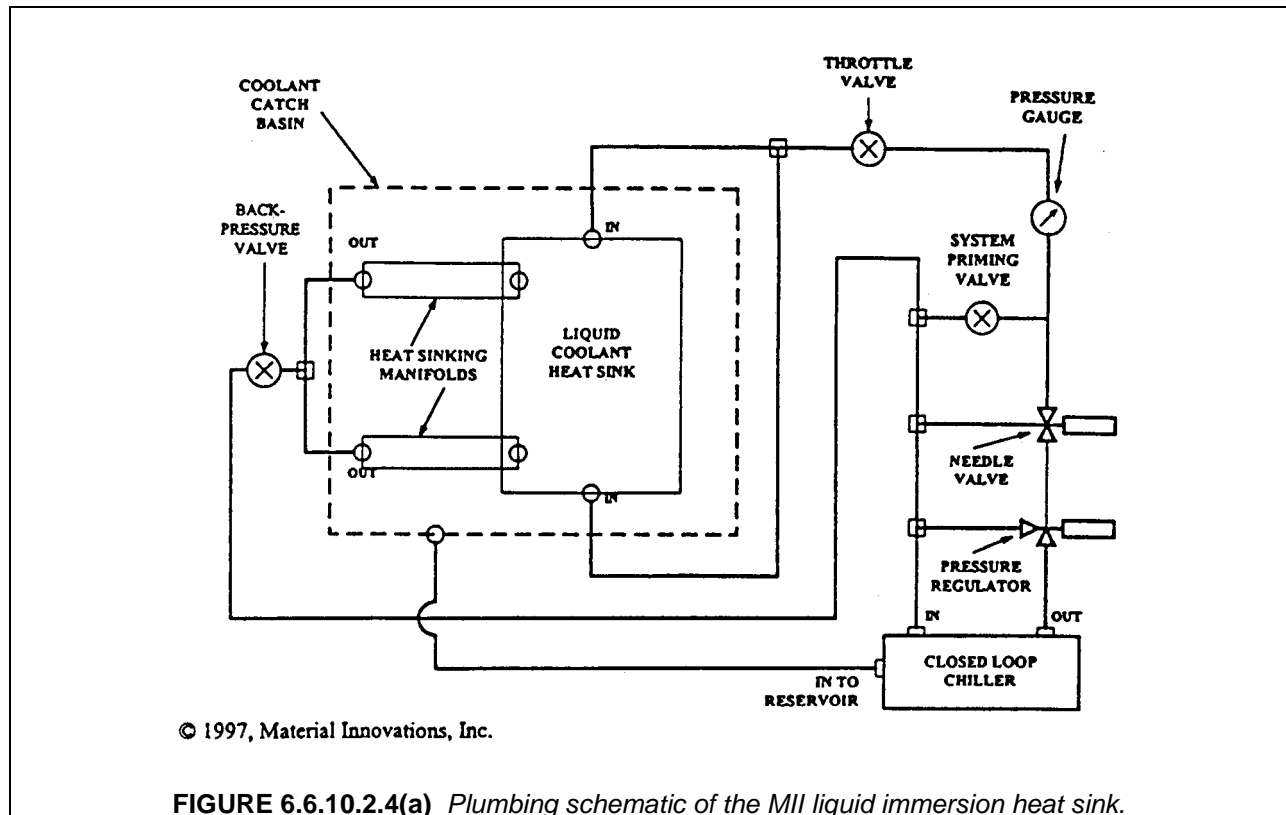 THROTTLE
VALVE
COOLANT
CATCH
BASIN
PRESSURE
GAUGE
BACK-
PRESSURE
VALVE
OUT
IN
SYSTEM
PRIMING
VALVE
HEAT SINKING
MANIFOLDS
LIQUID
COOLANT
HEAT SINK
OUT
IN
NEEDLE
VALVE
PRESSURE
REGULATOR
IN
OUT
CLOSED LOOP
CHILLER
IN TO
RESERVOIR
© 1997, Material Innovations, Inc.
FIGURE 6.6.10.2.4(a) Plumbing schematic of the MII liquid immersion heat sink.